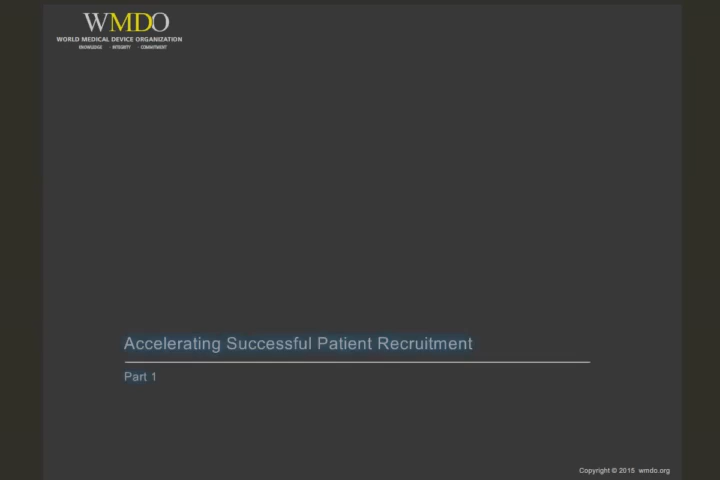 WMDO
WORLD MEDICAL DEVICE ORGANIZATION
KNOWLEDGE · INTEGRITY · COMMITMENT
Accelerating Successful Patient Recruitment
Part 1
Copyright © 2015 wmdo.org